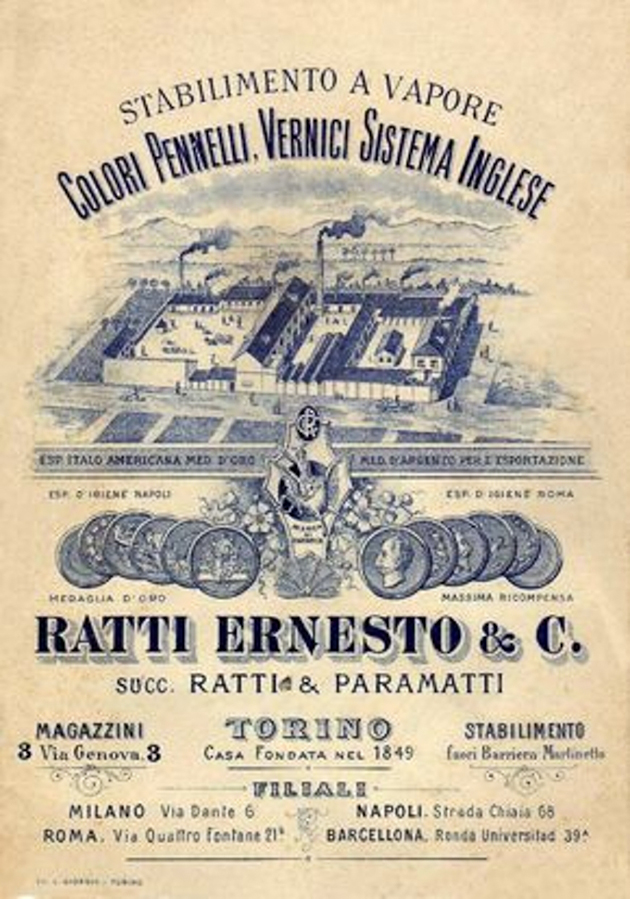 STABILIMENTO A VAPORE
COLORI PENNELLI, VERNICI SISTEMA INGLESE
ESP. ITALO AMERICANA MED. D'ORO
MED. D'ARGENTO PER L'ESPORTAZIONE
ESP. D'IGIENE NAPOLI
ESP. D'IGIENE ROMA
MEDAGLIA D'ORO
MASSIMA RICOMPENSA
RATTI ERNESTO & C.
SUCC. RATTI & PARAMATTI
MAGAZZINI
3 Via Genova. 3
TORINO
CASA FONDATA NEL 1849
STABILIMENTO
fuori Barriera Martinetto
FILIALI
MILANO Via Dante 6
NAPOLI. Strada Chiaia 68
ROMA. Via Quattro Fontane 21ª
BARCELLONA. Ronda Universitad 39ᴬ
TORINO